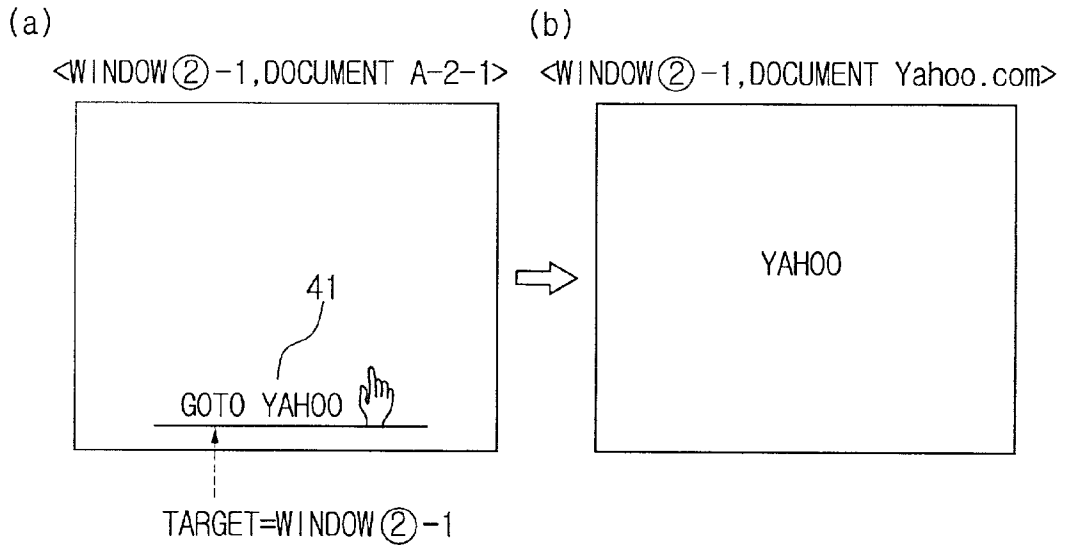 (a)
<WINDOW②-1,DOCUMENT A-2-1>
41
GOTO YAHOO
TARGET=WINDOW②-1
(b)
<WINDOW②-1,DOCUMENT Yahoo.com>
YAHOO